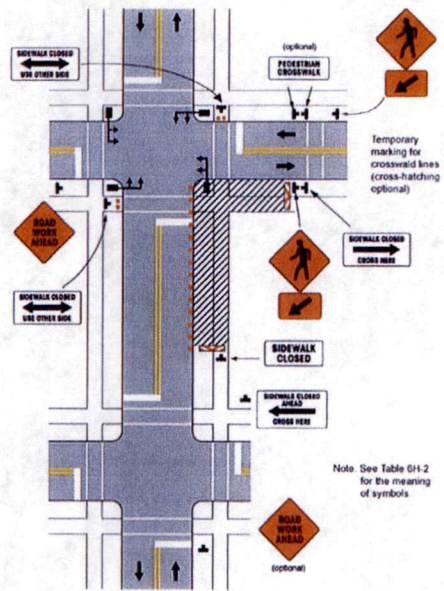 SIDEWALK CLOSED
USE OTHER SIDE
(optional)
PEDESTRIAN
CROSSWALK
Temporary
marking for
crosswald lines
(cross-hatching
optional)
ROAD
WORK
AHEAD
SIDEWALK CLOSED
CROSS HERE
SIDEWALK CLOSED
USE OTHER SIDE
SIDEWALK
CLOSED
SIDEWALK CLOSED
AHEAD
CROSS HERE
Note. See Table 6H-2
for the meaning
of symbols
ROAD
WORK
AHEAD
(optional)